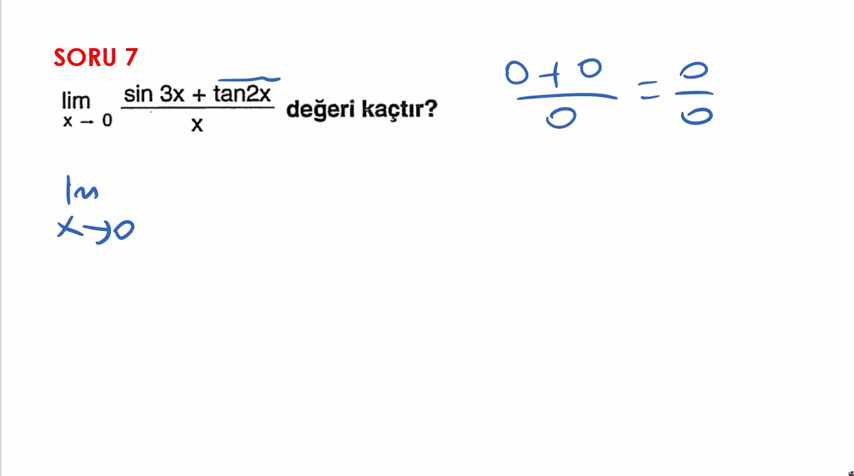 SORU 7
lim x → 0 sin 3x + tan2x / x değeri kaçtır?
0 + 0 / 0 = 0 / 0
lim
x → 0